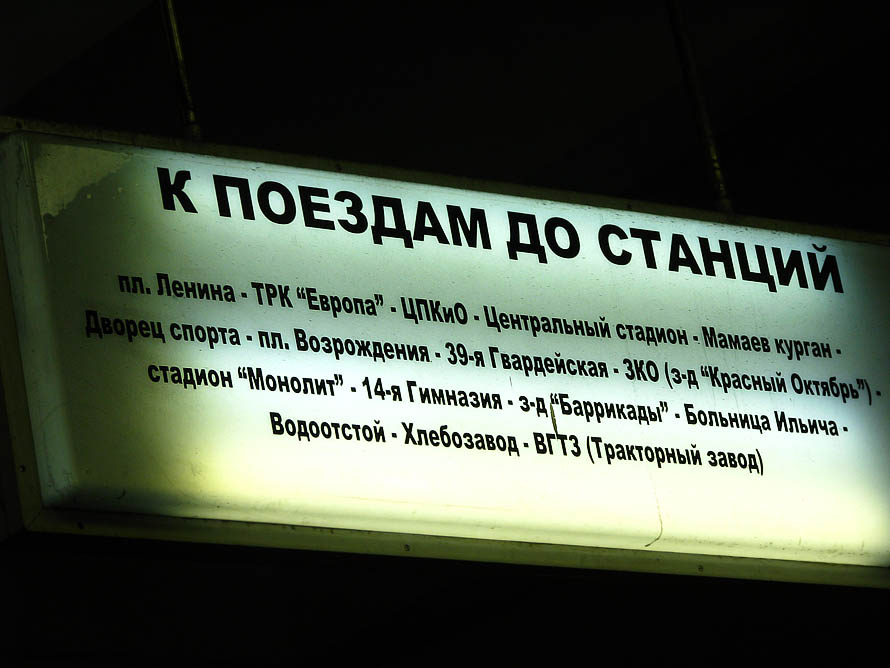 К ПОЕЗДАМ ДО СТАНЦИЙ
пл. Ленина - ТРК “Европа” - ЦПКиО - Центральный стадион - Мамаев курган -
Дворец спорта - пл. Возрождения - 39-я Гвардейская - ЗКО (з-д “Красный Октябрь”) -
стадион “Монолит” - 14-я Гимназия - з-д “Баррикады” - Больница Ильича -
Водоотстой - Хлебозавод - ВГТЗ (Тракторный завод)